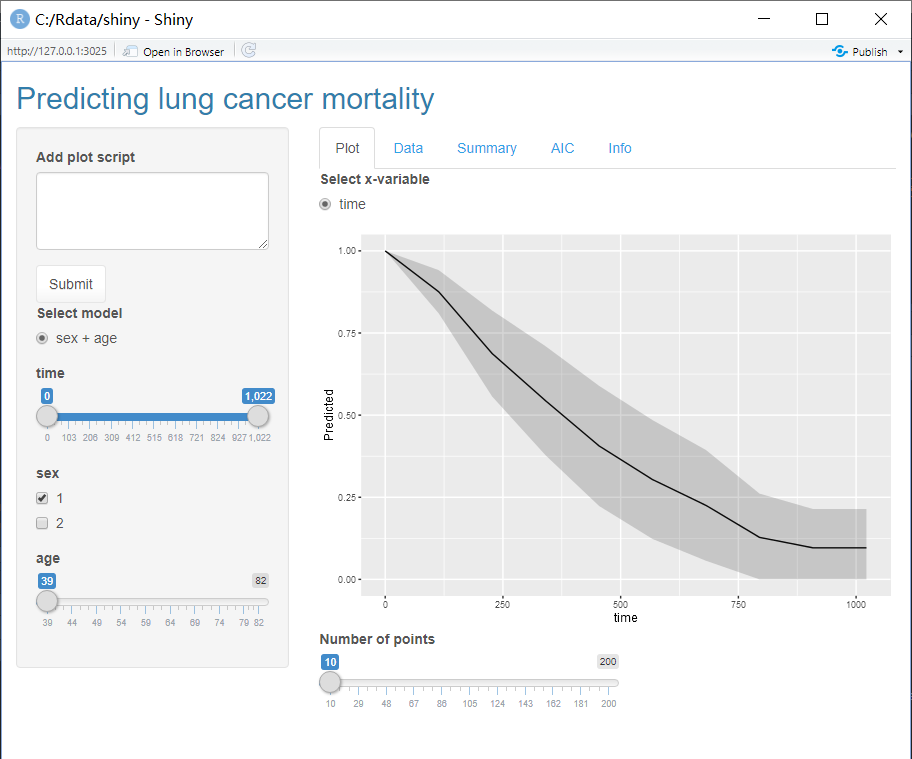 R C:/Rdata/shiny - Shiny
http://127.0.0.1:3025 Open in Browser Publish
Predicting lung cancer mortality
Add plot script
Submit
Select model
sex + age
time
0 1,022
0 103 206 309 412 515 618 721 824 927 1,022
sex
1
2
age
39 82
39 44 49 54 59 64 69 74 79 82
Plot Data Summary AIC Info
Select x-variable
time
Predicted
1.00
0.75
0.50
0.25
0.00
0 250 500 750 1000
time
Number of points
10 200
10 29 48 67 86 105 124 143 162 181 200